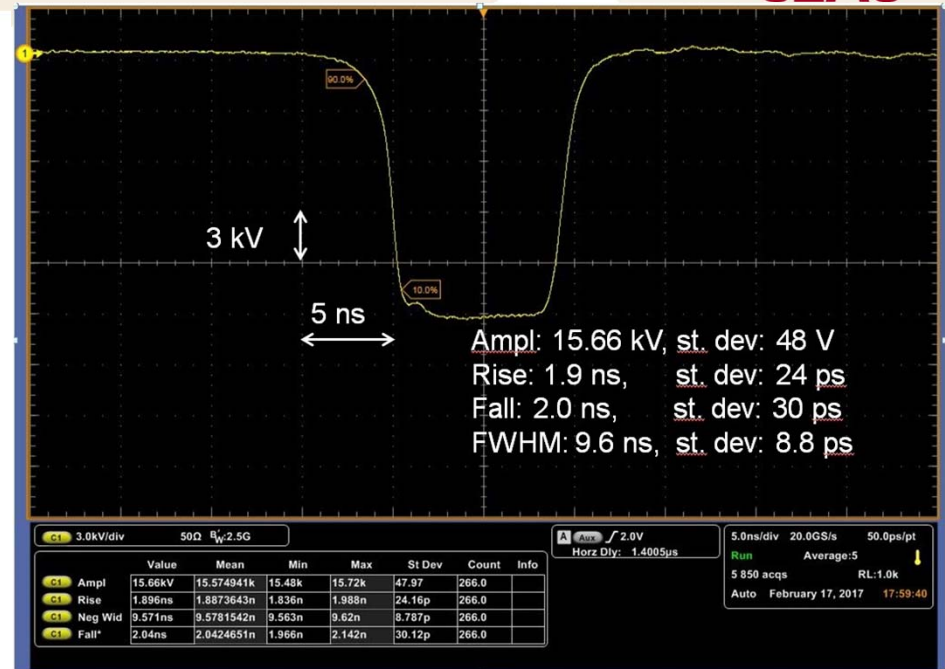 1
90.0%
3 kV
10.0%
5 ns
Ampl: 15.66 kV, st. dev: 48 V
Rise: 1.9 ns, st. dev: 24 ps
Fall: 2.0 ns, st. dev: 30 ps
FWHM: 9.6 ns, st. dev: 8.8 ps
C1 3.0kV/div 50Ω BW:2.5G
A Aux 2.0V
Horz Dly: 1.4005µs
5.0ns/div 20.0GS/s 50.0ps/pt
Run Average:5
5 850 acqs RL:1.0k
Auto February 17, 2017 17:59:40
Value Mean Min Max St Dev Count Info
C1 Ampl 15.66kV 15.574941k 15.48k 15.72k 47.97 266.0
C1 Rise 1.896ns 1.8873643n 1.836n 1.988n 24.16p 266.0
C1 Neg Wid 9.571ns 9.5781542n 9.563n 9.62n 8.787p 266.0
C1 Fall* 2.04ns 2.0424651n 1.966n 2.142n 30.12p 266.0